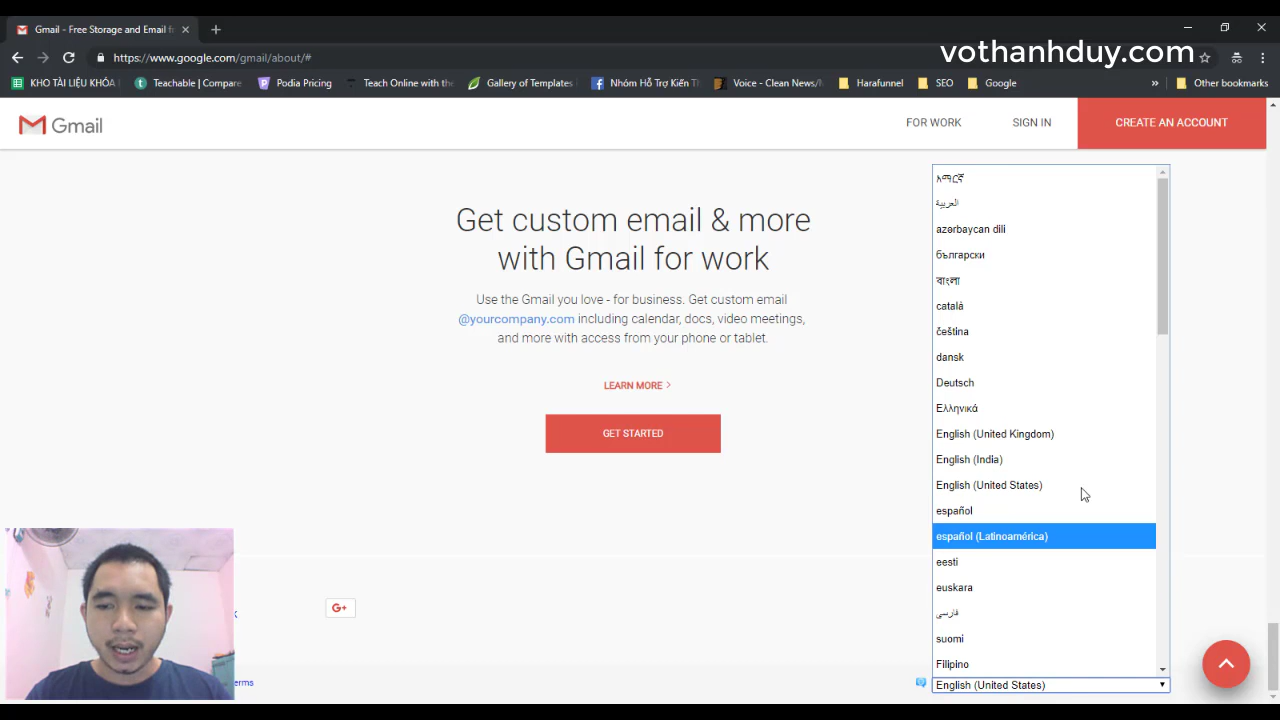 Gmail - Free Storage and Email f
https://www.google.com/gmail/about/#
vothanhduy.com
KHO TÀI LIỆU KHÓA
Teachable | Compare
Podia Pricing
Teach Online with the
Gallery of Templates
Nhóm Hỗ Trợ Kiến Th
Voice - Clean News/M
Harafunnel
SEO
Google
»
Other bookmarks
Gmail
FOR WORK
SIGN IN
CREATE AN ACCOUNT
Get custom email & more
with Gmail for work
Use the Gmail you love - for business. Get custom email
@yourcompany.com including calendar, docs, video meetings,
and more with access from your phone or tablet.
LEARN MORE >
GET STARTED
አማርኛ
العربية
azərbaycan dili
български
বাংলা
català
čeština
dansk
Deutsch
Ελληνικά
English (United Kingdom)
English (India)
English (United States)
español
español (Latinoamérica)
eesti
euskara
فارسی
suomi
Filipino
English (United States)
G+
erms